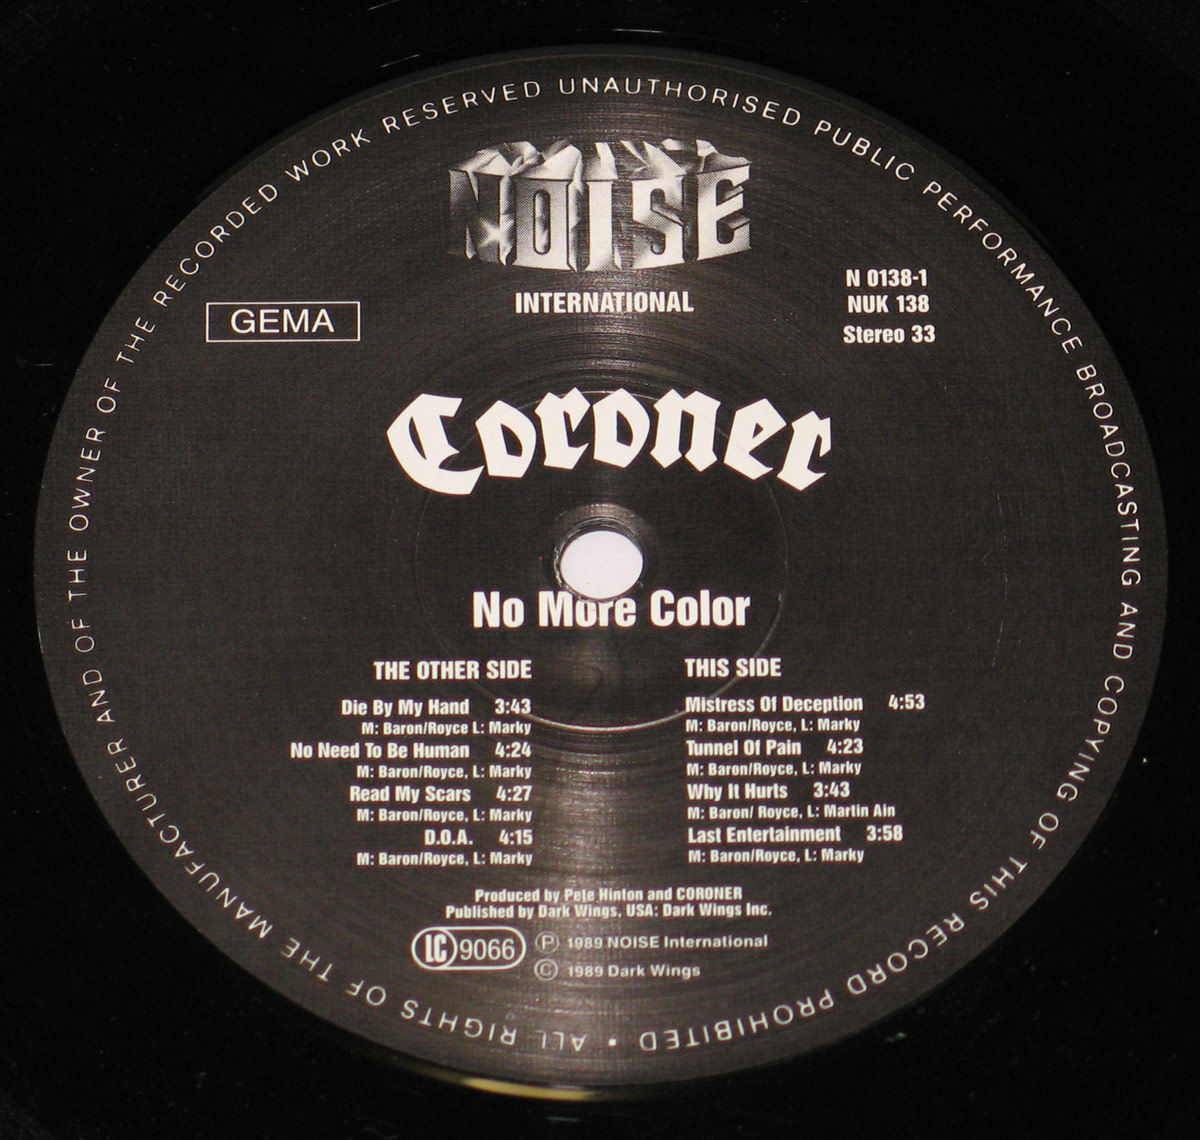 ALL RIGHTS OF THE MANUFACTURER AND OF THE OWNER OF THE RECORDED WORK RESERVED UNAUTHORISED PUBLIC PERFORMANCE BROADCASTING AND COPYING OF THIS RECORD PROHIBITED •
NOISE
INTERNATIONAL
GEMA
N 0138-1
NUK 138
Stereo 33
Coroner
No More Color
THE OTHER SIDE
Die By My Hand 3:43
M: Baron/Royce L: Marky
No Need To Be Human 4:24
M: Baron/Royce, L: Marky
Read My Scars 4:27
M: Baron/Royce, L: Marky
D.O.A. 4:15
M: Baron/Royce, L: Marky
THIS SIDE
Mistress Of Deception 4:53
M: Baron/Royce, L: Marky
Tunnel Of Pain 4:23
M: Baron/Royce, L: Marky
Why It Hurts 3:43
M: Baron/ Royce, L: Martin Ain
Last Entertainment 3:58
M: Baron/Royce, L: Marky
Produced by Pete Hinton and CORONER
Published by Dark Wings, USA: Dark Wings Inc.
LC 9066
Ⓟ 1989 NOISE International
© 1989 Dark Wings